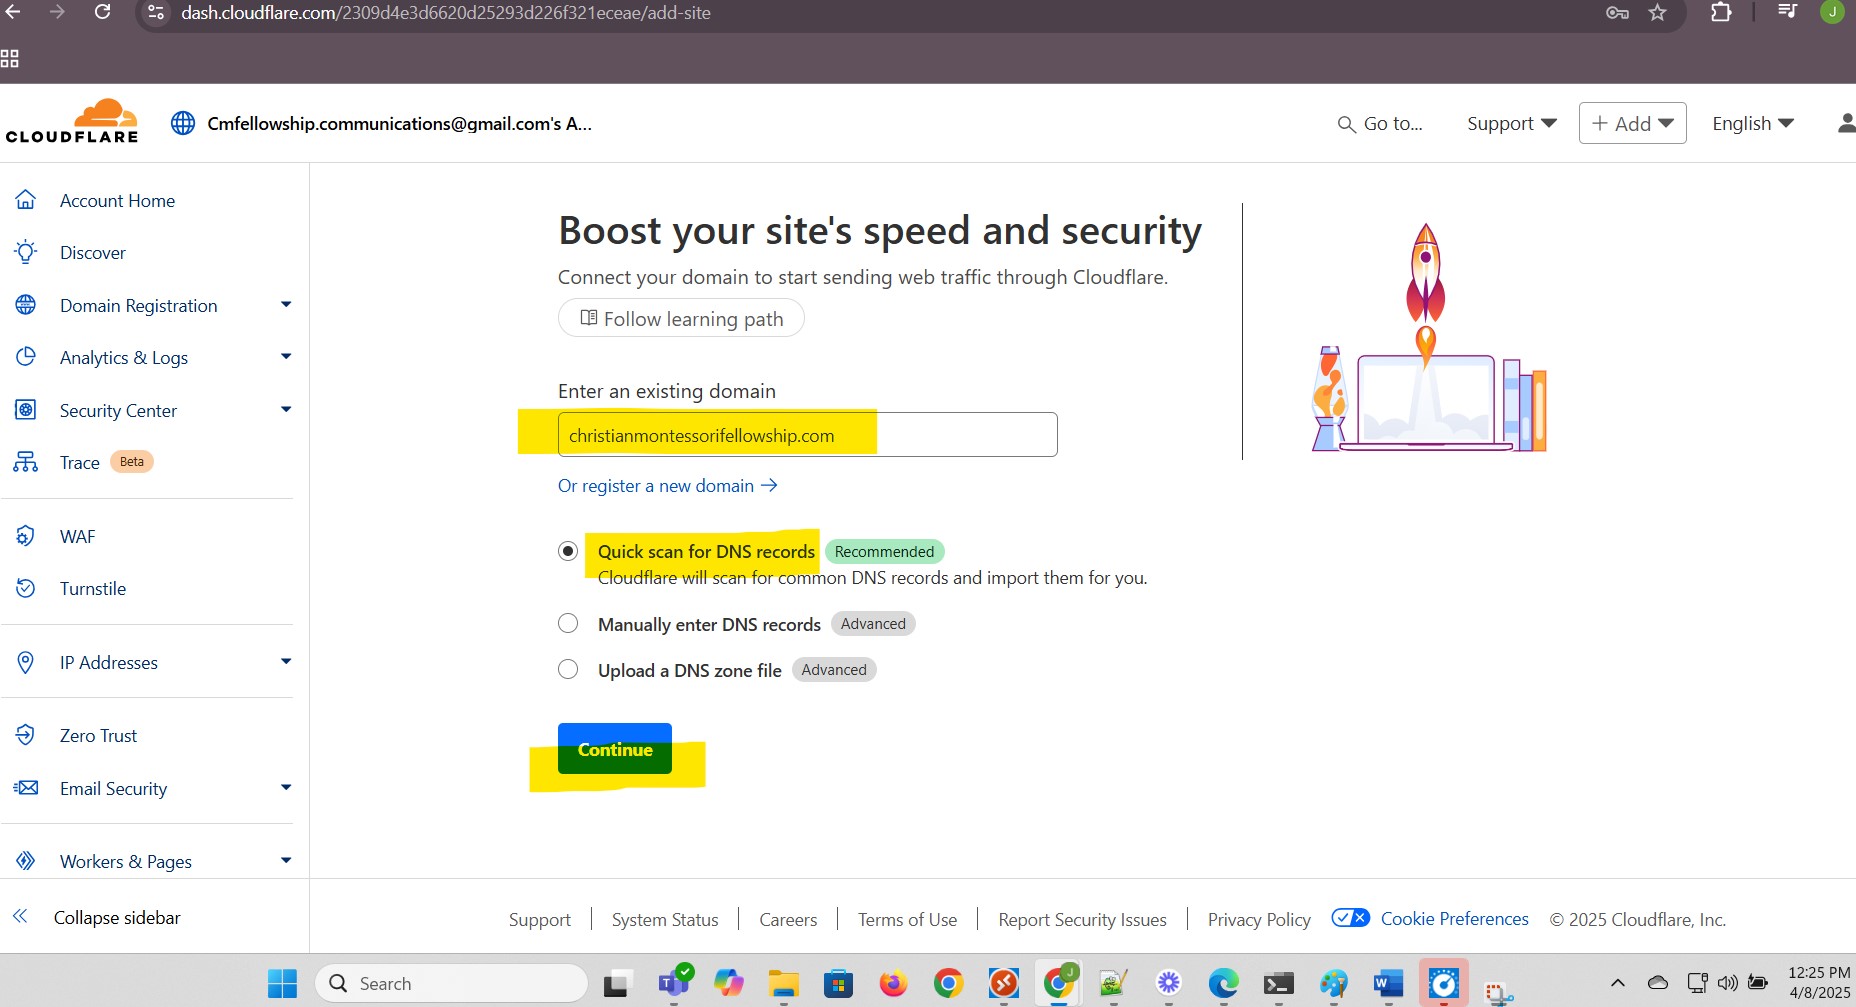 dash.cloudflare.com/2309d4e3d6620d25293d226f321eceae/add-site
J
CLOUDFLARE
Cmfellowship.communications@gmail.com's A...
Go to...
Support
+ Add
English
Account Home
Discover
Domain Registration
Analytics & Logs
Security Center
Trace Beta
WAF
Turnstile
IP Addresses
Zero Trust
Email Security
Workers & Pages
Collapse sidebar
Boost your site's speed and security
Connect your domain to start sending web traffic through Cloudflare.
Follow learning path
Enter an existing domain
christianmontessorifellowship.com
Or register a new domain →
Quick scan for DNS records Recommended
Cloudflare will scan for common DNS records and import them for you.
Manually enter DNS records Advanced
Upload a DNS zone file Advanced
Continue
Support
System Status
Careers
Terms of Use
Report Security Issues
Privacy Policy
Cookie Preferences
© 2025 Cloudflare, Inc.
Search
J
12:25 PM
4/8/2025